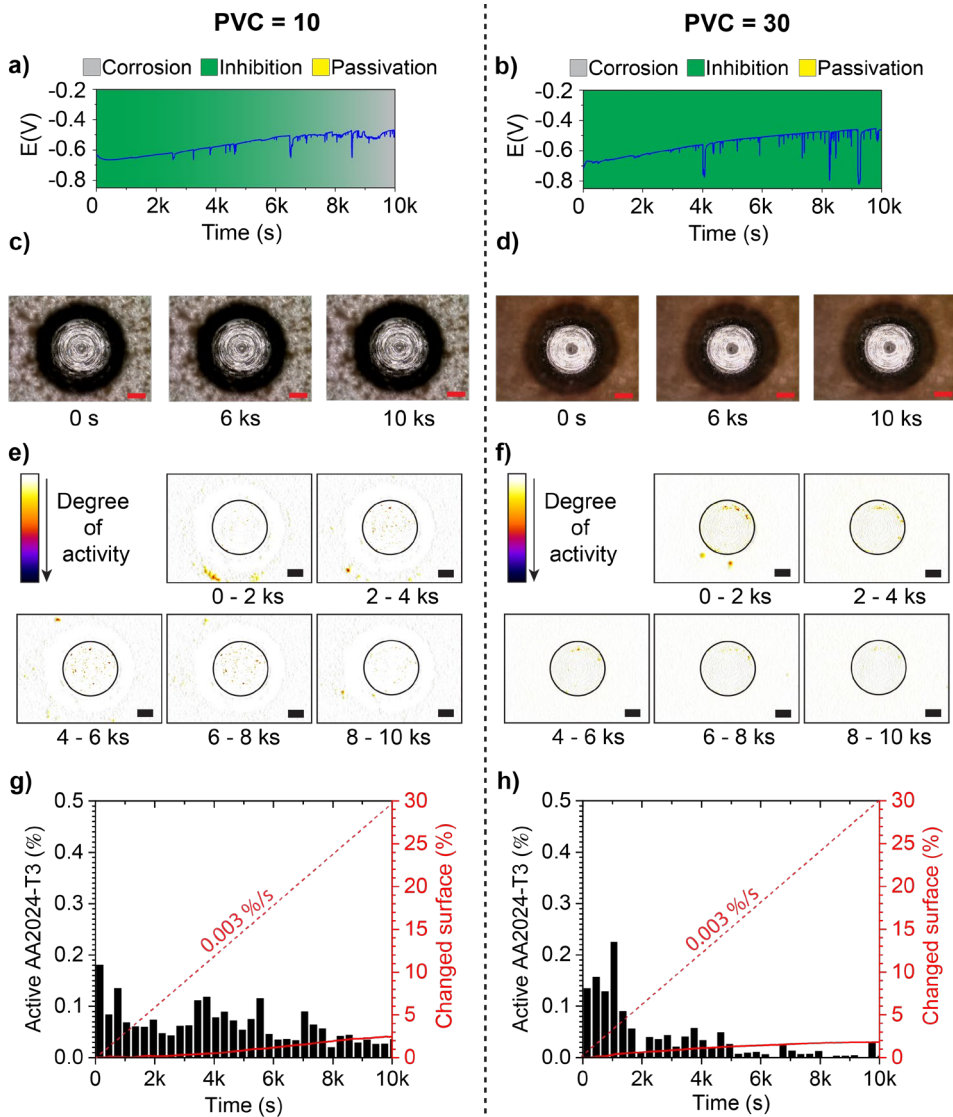 PVC = 10
PVC = 30
a)
Corrosion Inhibition Passivation
-0.2
-0.4
-0.6
-0.8
E(V)
0 2k 4k 6k 8k 10k
Time (s)
b)
Corrosion Inhibition Passivation
-0.2
-0.4
-0.6
-0.8
E(V)
0 2k 4k 6k 8k 10k
Time (s)
c)
0 s 6 ks 10 ks
d)
0 s 6 ks 10 ks
e)
Degree
of
activity
0 - 2 ks 2 - 4 ks
4 - 6 ks 6 - 8 ks 8 - 10 ks
f)
Degree
of
activity
0 - 2 ks 2 - 4 ks
4 - 6 ks 6 - 8 ks 8 - 10 ks
g)
0.5 30
25
0.4
20
0.3
15
0.2
10
0.1
5
0.0 0
Active AA2024-T3 (%)
0.003 %/s
Changed surface (%)
0 2k 4k 6k 8k 10k
Time (s)
h)
0.5 30
25
0.4
20
0.3
15
0.2
10
0.1
5
0.0 0
Active AA2024-T3 (%)
0.003 %/s
Changed surface (%)
0 2k 4k 6k 8k 10k
Time (s)